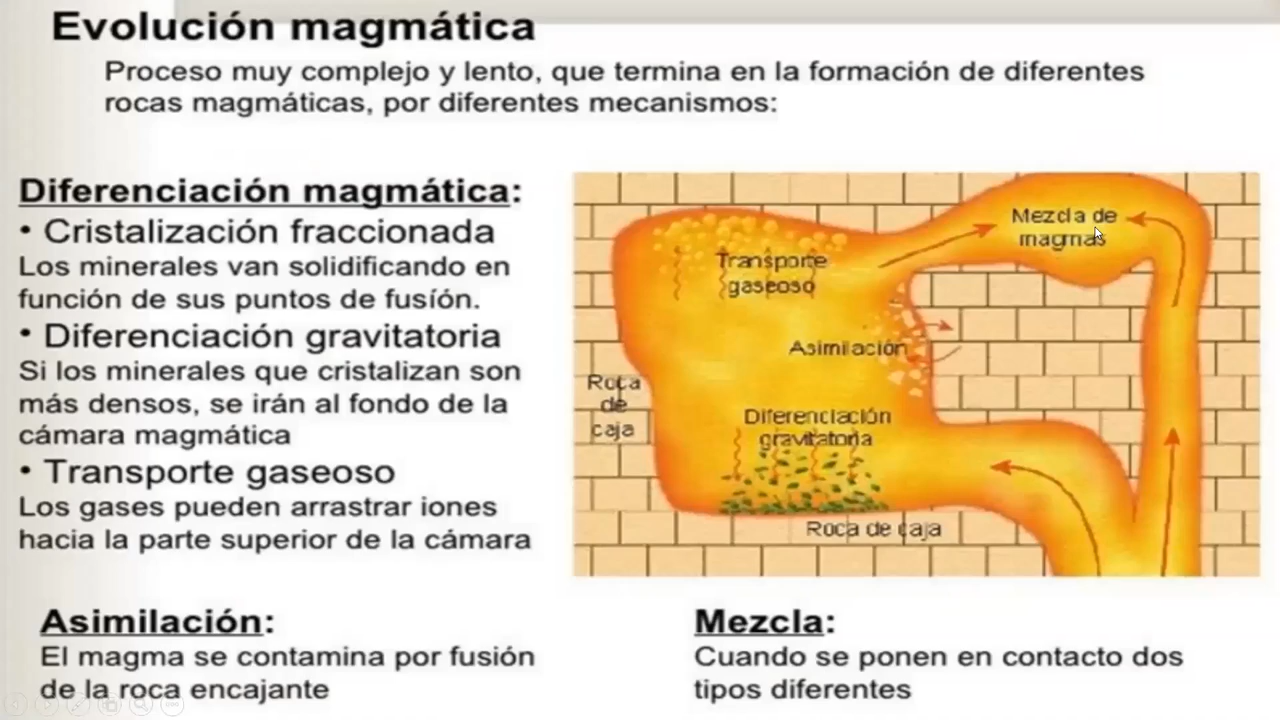 Evolución magmática
Proceso muy complejo y lento, que termina en la formación de diferentes
rocas magmáticas, por diferentes mecanismos:
Diferenciación magmática:
• Cristalización fraccionada
Los minerales van solidificando en
función de sus puntos de fusíón.
• Diferenciación gravitatoria
Si los minerales que cristalizan son
más densos, se irán al fondo de la
cámara magmática
• Transporte gaseoso
Los gases pueden arrastrar iones
hacia la parte superior de la cámara
Mezcla de
magmas
Transporte
gaseoso
Asimilación
Roca
de
caja
Diferenciación
gravitatoria
Roca de caja
Asimilación:
El magma se contamina por fusión
de la roca encajante
Mezcla:
Cuando se ponen en contacto dos
tipos diferentes